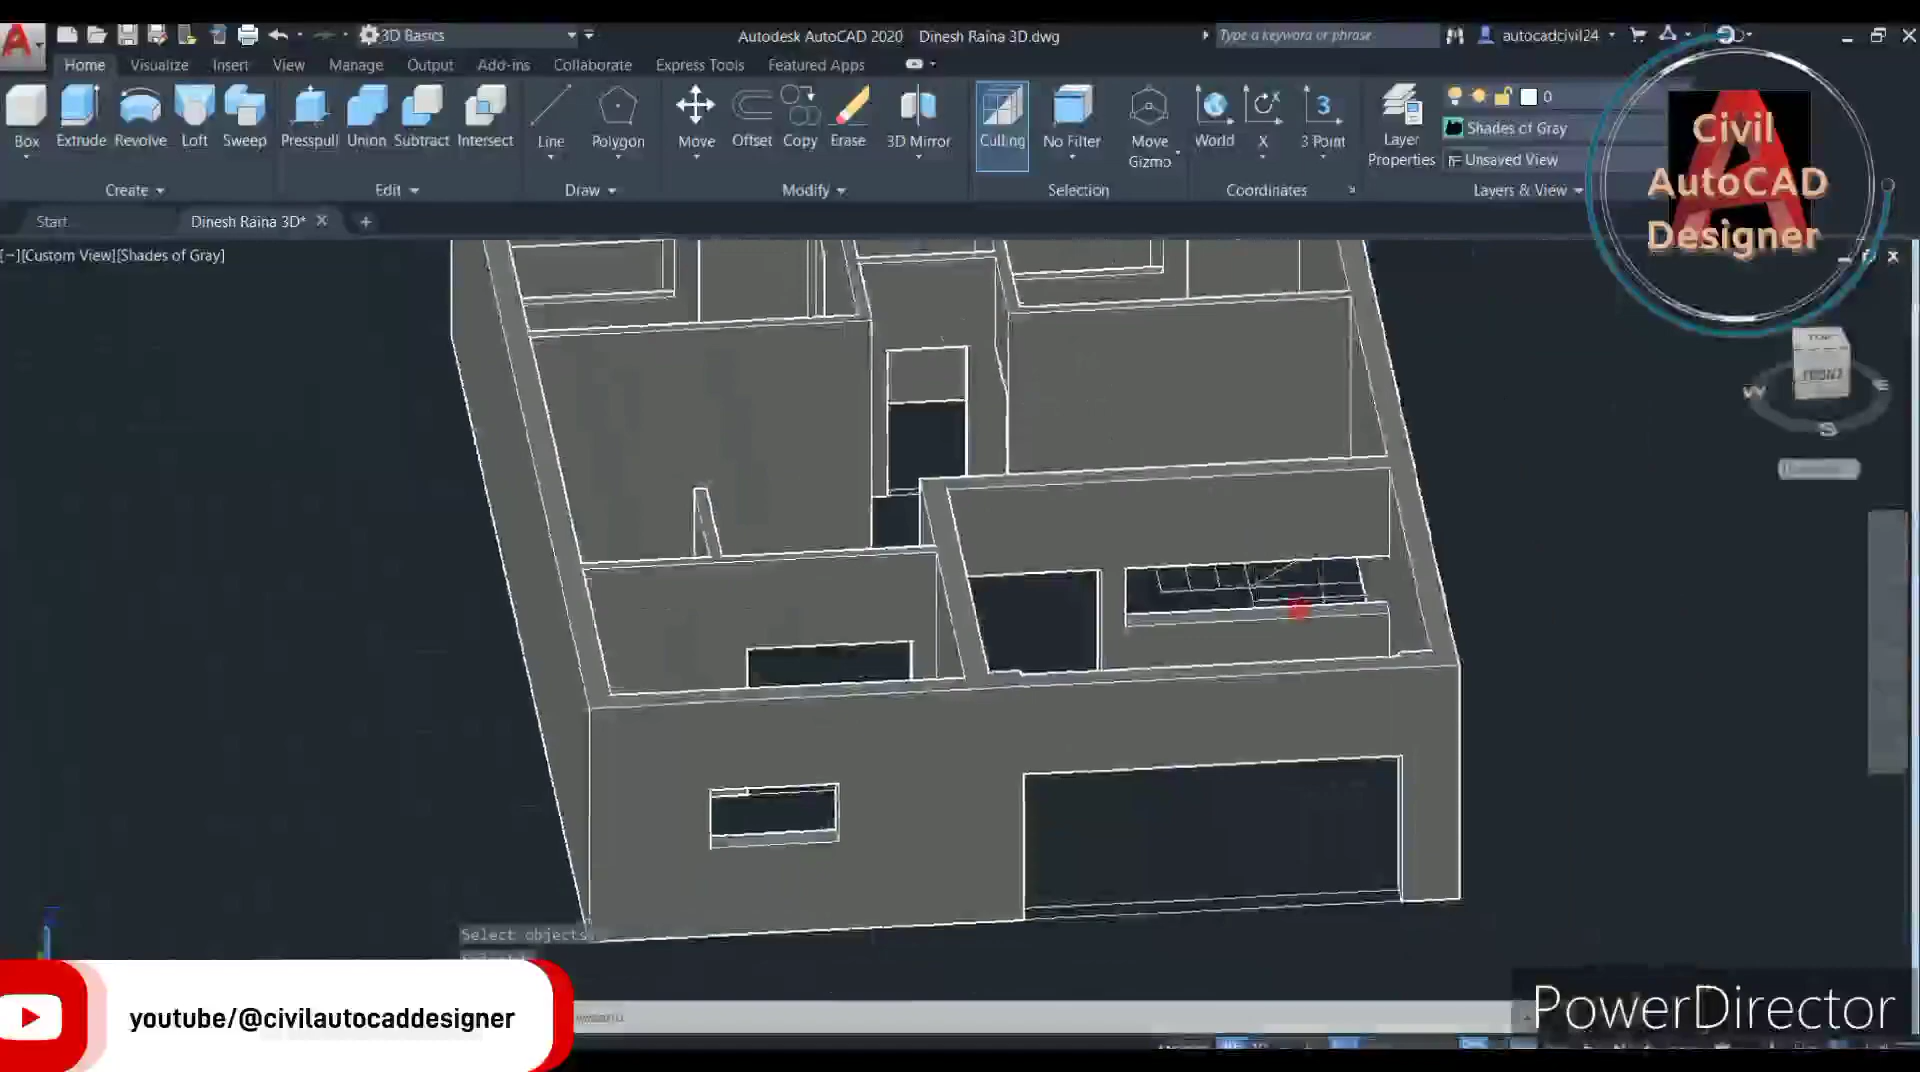 3D Basics
Autodesk AutoCAD 2020 Dinesh Raina 3D.dwg
Type a keyword or phrase
autocadcivil24
Home Visualize Insert View Manage Output Add-ins Collaborate Express Tools Featured Apps
Box Extrude Revolve Loft Sweep Presspull Union Subtract Intersect Line Polygon Move Offset Copy Erase 3D Mirror Culling No Filter Move Gizmo World X 3 Point Layer Properties
0
Shades of Gray
Unsaved View
Create Edit Draw Modify Selection Coordinates Layers & View
Civil
AutoCAD
Designer
Start
Dinesh Raina 3D*
[−][Custom View][Shades of Gray]
TOP
FRONT
W
E
S
Select objects:
youtube/@civilautocaddesigner
PowerDirector